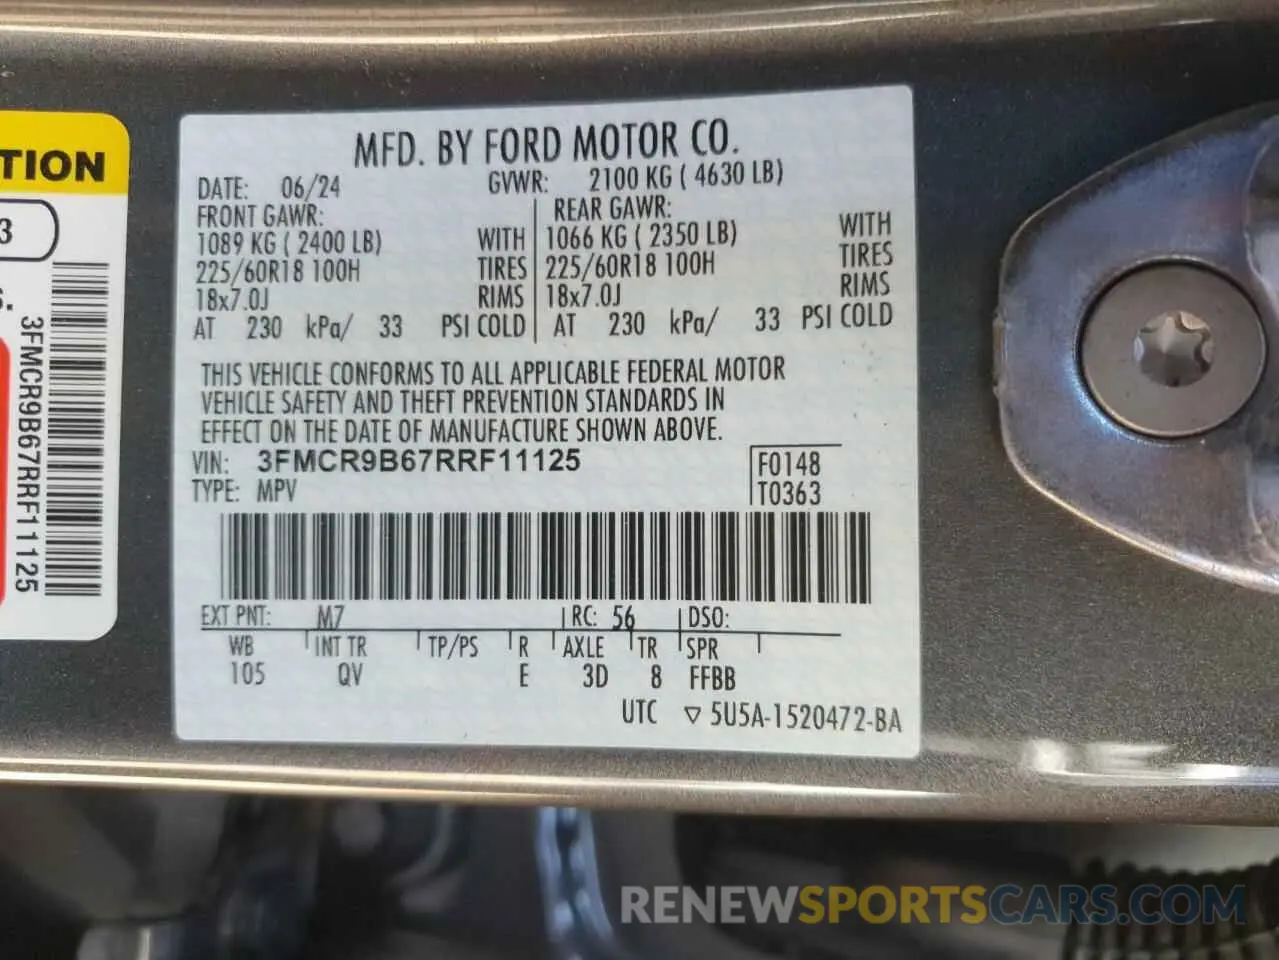 TION
3
3FMCR9B67RRF11125
MFD. BY FORD MOTOR CO.
DATE: 06/24 GVWR: 2100 KG ( 4630 LB)
FRONT GAWR: REAR GAWR:
1089 KG ( 2400 LB) WITH 1066 KG ( 2350 LB) WITH
225/60R18 100H TIRES 225/60R18 100H TIRES
18x7.0J RIMS 18x7.0J RIMS
AT 230 kPa/ 33 PSI COLD AT 230 kPa/ 33 PSI COLD
THIS VEHICLE CONFORMS TO ALL APPLICABLE FEDERAL MOTOR
VEHICLE SAFETY AND THEFT PREVENTION STANDARDS IN
EFFECT ON THE DATE OF MANUFACTURE SHOWN ABOVE.
VIN: 3FMCR9B67RRF11125 F0148
TYPE: MPV T0363
EXT PNT: M7 RC: 56 DSO:
WB INT TR TP/PS R AXLE TR SPR
105 QV E 3D 8 FFBB
UTC ▽ 5U5A-1520472-BA
RENEWSPORTSCARS.COM